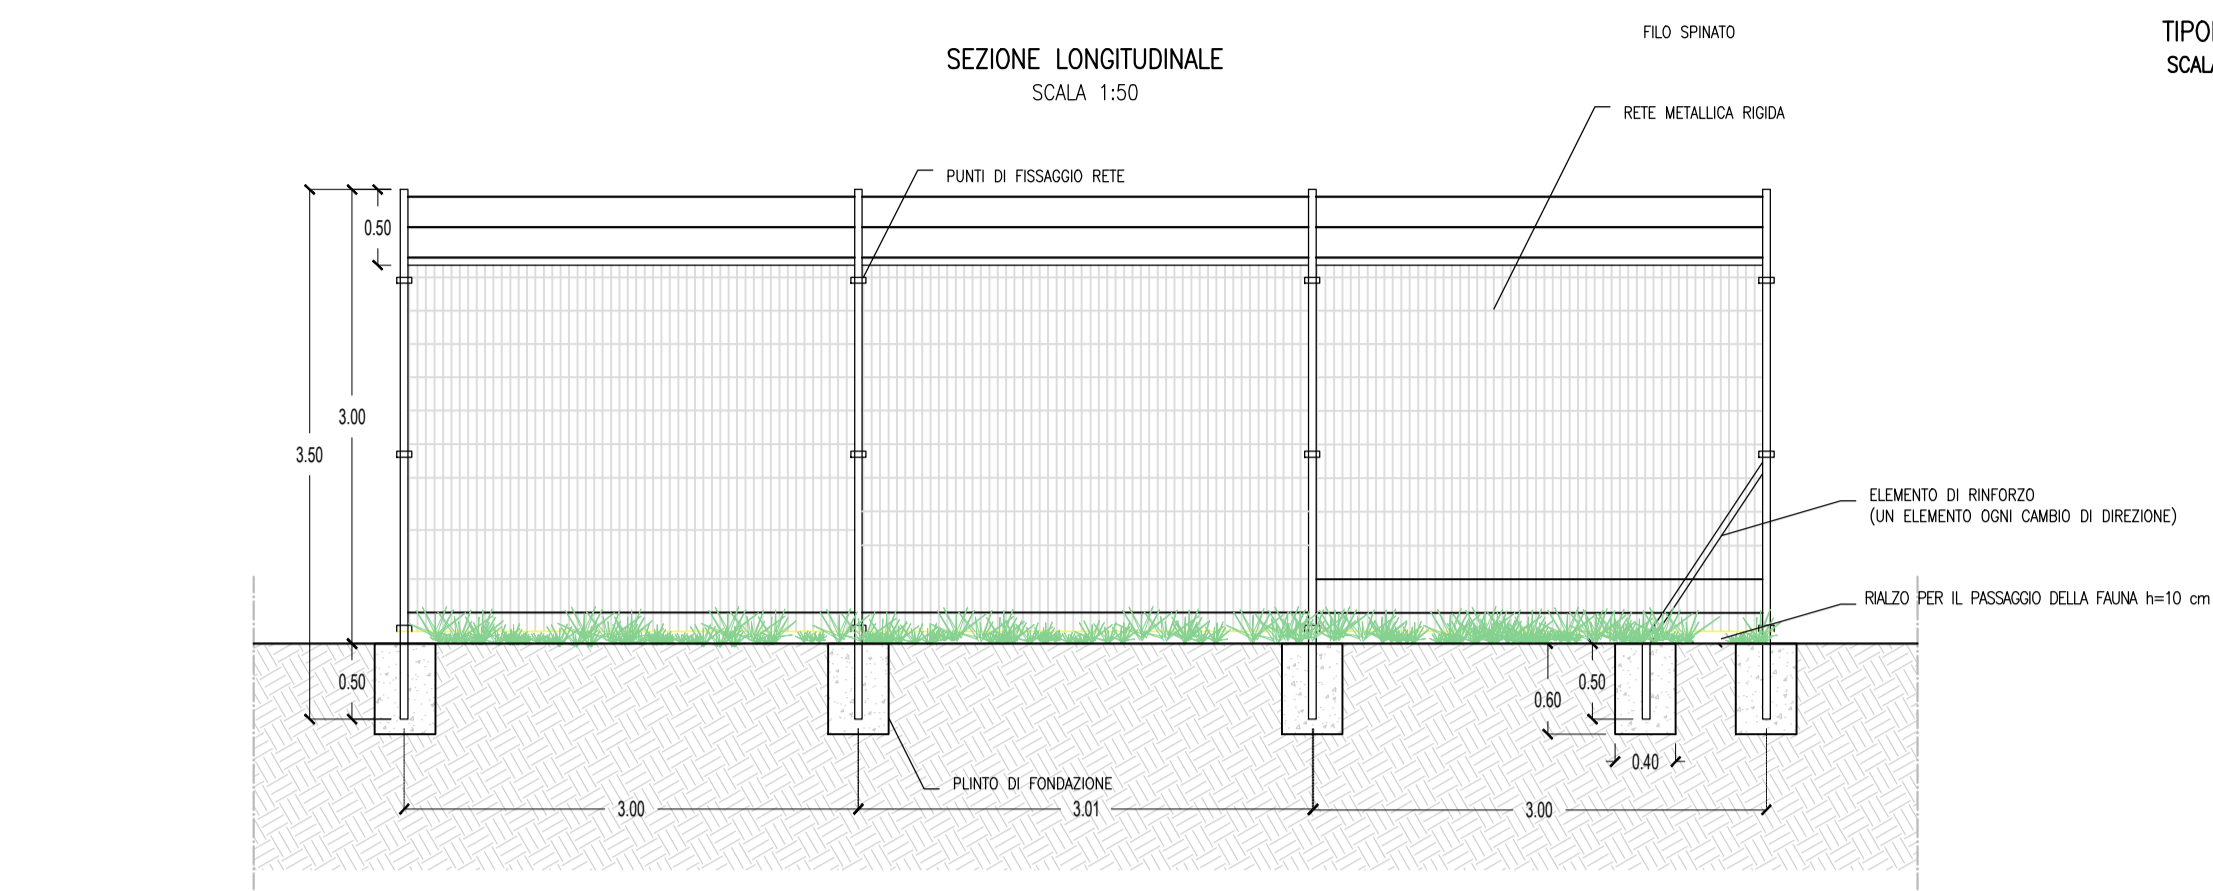 FILO SPINATO
TIPO
SEZIONE LONGITUDINALE
SCALA
SCALA 1:50
RETE METALLICA RIGIDA
PUNTI DI FISSAGGIO RETE
0.50
3.00
3.50
ELEMENTO DI RINFORZO
(UN ELEMENTO OGNI CAMBIO DI DIREZIONE)
RIALZO PER IL PASSAGGIO DELLA FAUNA h=10 cm
0.50
0.50
0.60
0.40
PLINTO DI FONDAZIONE
3.00
3.01
3.00